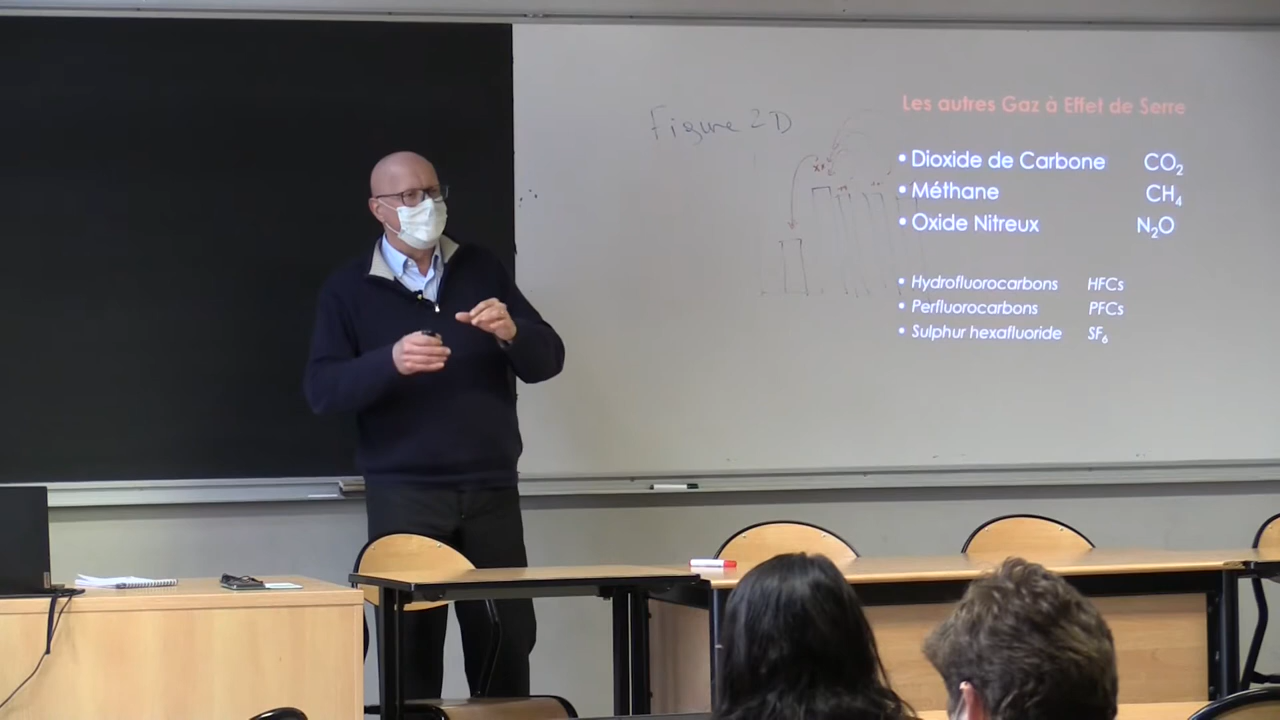 Figure 2D
Les autres Gaz à Effet de Serre
• Dioxide de Carbone CO₂
• Méthane CH₄
• Oxide Nitreux N₂O
• Hydrofluorocarbons HFCs
• Perfluorocarbons PFCs
• Sulphur hexafluoride SF₆